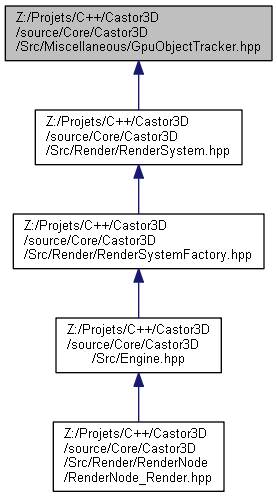 Z:/Projets/C++/Castor3D
/source/Core/Castor3D
/Src/Miscellaneous/GpuObjectTracker.hpp
Z:/Projets/C++/Castor3D
/source/Core/Castor3D
/Src/Render/RenderSystem.hpp
Z:/Projets/C++/Castor3D
/source/Core/Castor3D
/Src/Render/RenderSystemFactory.hpp
Z:/Projets/C++/Castor3D
/source/Core/Castor3D
/Src/Engine.hpp
Z:/Projets/C++/Castor3D
/source/Core/Castor3D
/Src/Render/RenderNode
/RenderNode_Render.hpp